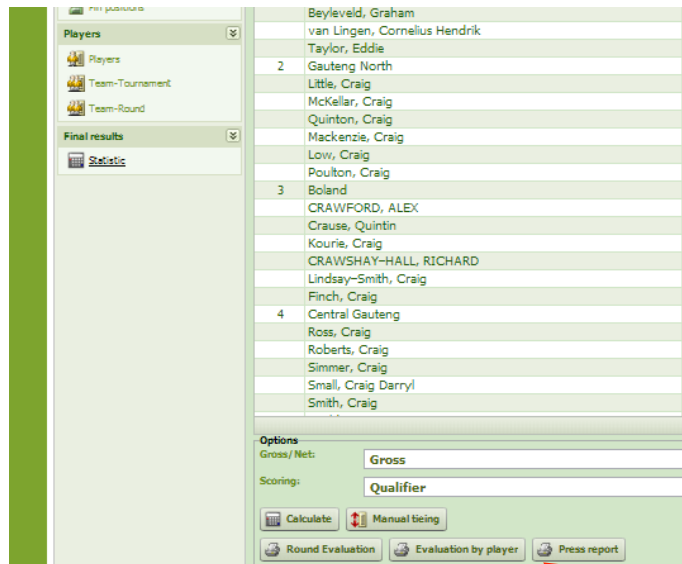 Pin positions
Players
Players
Team-Tournament
Team-Round
Final results
Statistic
Beyleveld, Graham
van Lingen, Cornelius Hendrik
Taylor, Eddie
2 Gauteng North
Little, Craig
McKellar, Craig
Quinton, Craig
Mackenzie, Craig
Low, Craig
Poulton, Craig
3 Boland
CRAWFORD, ALEX
Crause, Quintin
Kourie, Craig
CRAWSHAY-HALL, RICHARD
Lindsay-Smith, Craig
Finch, Craig
4 Central Gauteng
Ross, Craig
Roberts, Craig
Simmer, Craig
Small, Craig Darryl
Smith, Craig
Options
Gross/Net: Gross
Scoring: Qualifier
Calculate Manual tieing
Round Evaluation Evaluation by player Press report